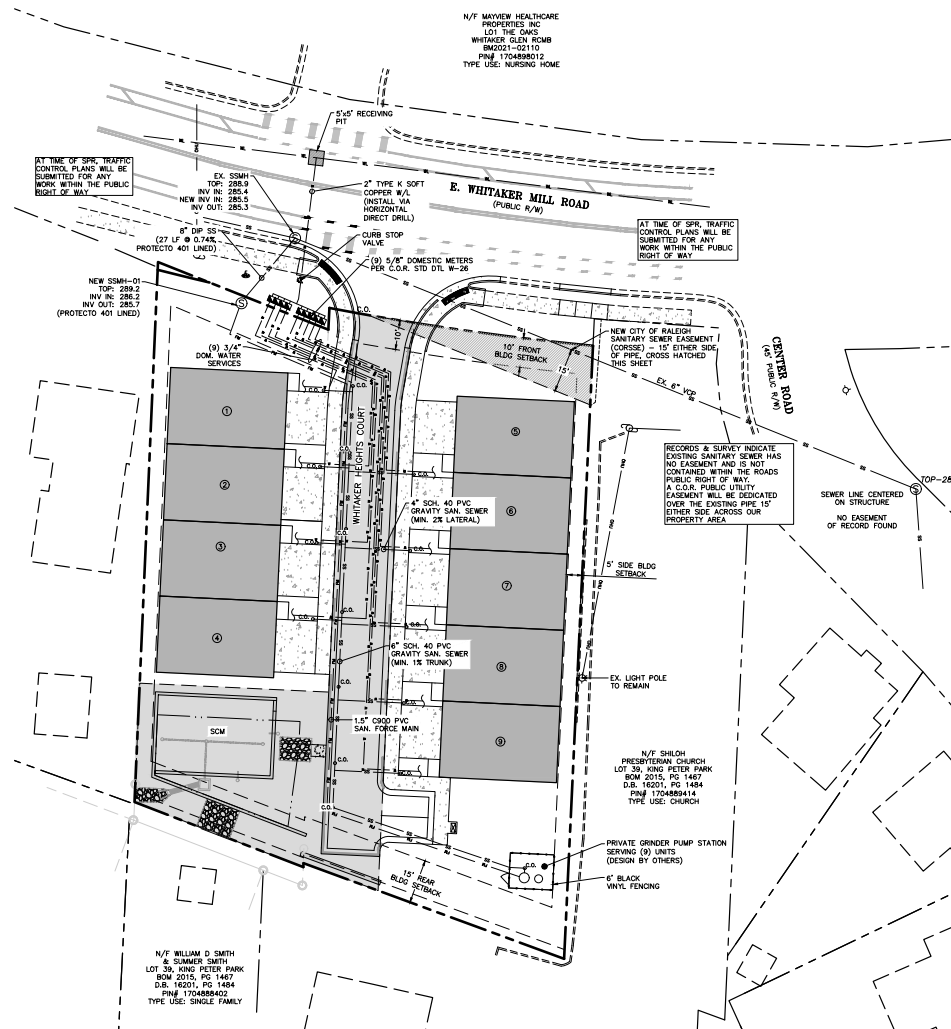 N/F MAYVIEW HEALTHCARE
PROPERTIES INC
LO1 THE OAKS
WHITAKER GLEN RCMB
BM2021-02110
PIN# 1704898012
TYPE USE: NURSING HOME
5'x5' RECEIVING
PIT
AT TIME OF SPR, TRAFFIC
CONTROL PLANS WILL BE
SUBMITTED FOR ANY
WORK WITHIN THE PUBLIC
RIGHT OF WAY
EX. SSMH
TOP: 288.9
INV IN: 285.4
NEW INV IN: 285.5
INV OUT: 285.3
2" TYPE K SOFT
COPPER W/L
(INSTALL VIA
HORIZONTAL
DIRECT DRILL)
E. WHITAKER MILL ROAD
(PUBLIC R/W)
AT TIME OF SPR, TRAFFIC
CONTROL PLANS WILL BE
SUBMITTED FOR ANY
WORK WITHIN THE PUBLIC
RIGHT OF WAY
8" DIP SS
(27 LF @ 0.74%,
PROTECTO 401 LINED)
CURB STOP
VALVE
(9) 5/8" DOMESTIC METERS
PER C.O.R. STD DTL W-26
NEW SSMH-01
TOP: 289.2
INV IN: 286.2
INV OUT: 285.7
(PROTECTO 401 LINED)
C.O.
10'
10' FRONT
BLDG SETBACK
15'
NEW CITY OF RALEIGH
SANITARY SEWER EASEMENT
(CORSSE) – 15' EITHER SIDE
OF PIPE, CROSS HATCHED
THIS SHEET
CENTER ROAD
(45' PUBLIC R/W)
EX. 6" VCP
(9) 3/4"
DOM. WATER
SERVICES
C.O.
C.O.
1
5
C.O.
RECORDS & SURVEY INDICATE
EXISTING SANITARY SEWER HAS
NO EASEMENT AND IS NOT
CONTAINED WITHIN THE ROADS
PUBLIC RIGHT OF WAY.
A C.O.R. PUBLIC UTILITY
EASEMENT WILL BE DEDICATED
OVER THE EXISTING PIPE 15'
EITHER SIDE ACROSS OUR
PROPERTY AREA
TOP-28
SEWER LINE CENTERED
ON STRUCTURE
NO EASEMENT
OF RECORD FOUND
WHITAKER HEIGHTS COURT
C.O.
C.O.
2
6
4" SCH. 40 PVC
GRAVITY SAN. SEWER
(MIN. 2% LATERAL)
C.O.
3
C.O.
C.O.
5' SIDE BLDG
SETBACK
7
C.O.
C.O.
C.O.
4
6" SCH. 40 PVC
GRAVITY SAN. SEWER
(MIN. 1% TRUNK)
8
C.O.
EX. LIGHT POLE
TO REMAIN
C.O.
1.5" C900 PVC
SAN. FORCE MAIN
SCM
9
C.O.
C.O.
N/F SHILOH
PRESBYTERIAN CHURCH
LOT 39, KING PETER PARK
BOM 2015, PG 1467
D.B. 16201, PG 1484
PIN# 1704889414
TYPE USE: CHURCH
C.O.
PRIVATE GRINDER PUMP STATION
SERVING (9) UNITS
(DESIGN BY OTHERS)
C.O.
6' BLACK
VINYL FENCING
15' REAR
BLDG SETBACK
N/F WILLIAM D SMITH
& SUMMER SMITH
LOT 39, KING PETER PARK
BOM 2015, PG 1467
D.B. 16201, PG 1484
PIN# 1704888402
TYPE USE: SINGLE FAMILY